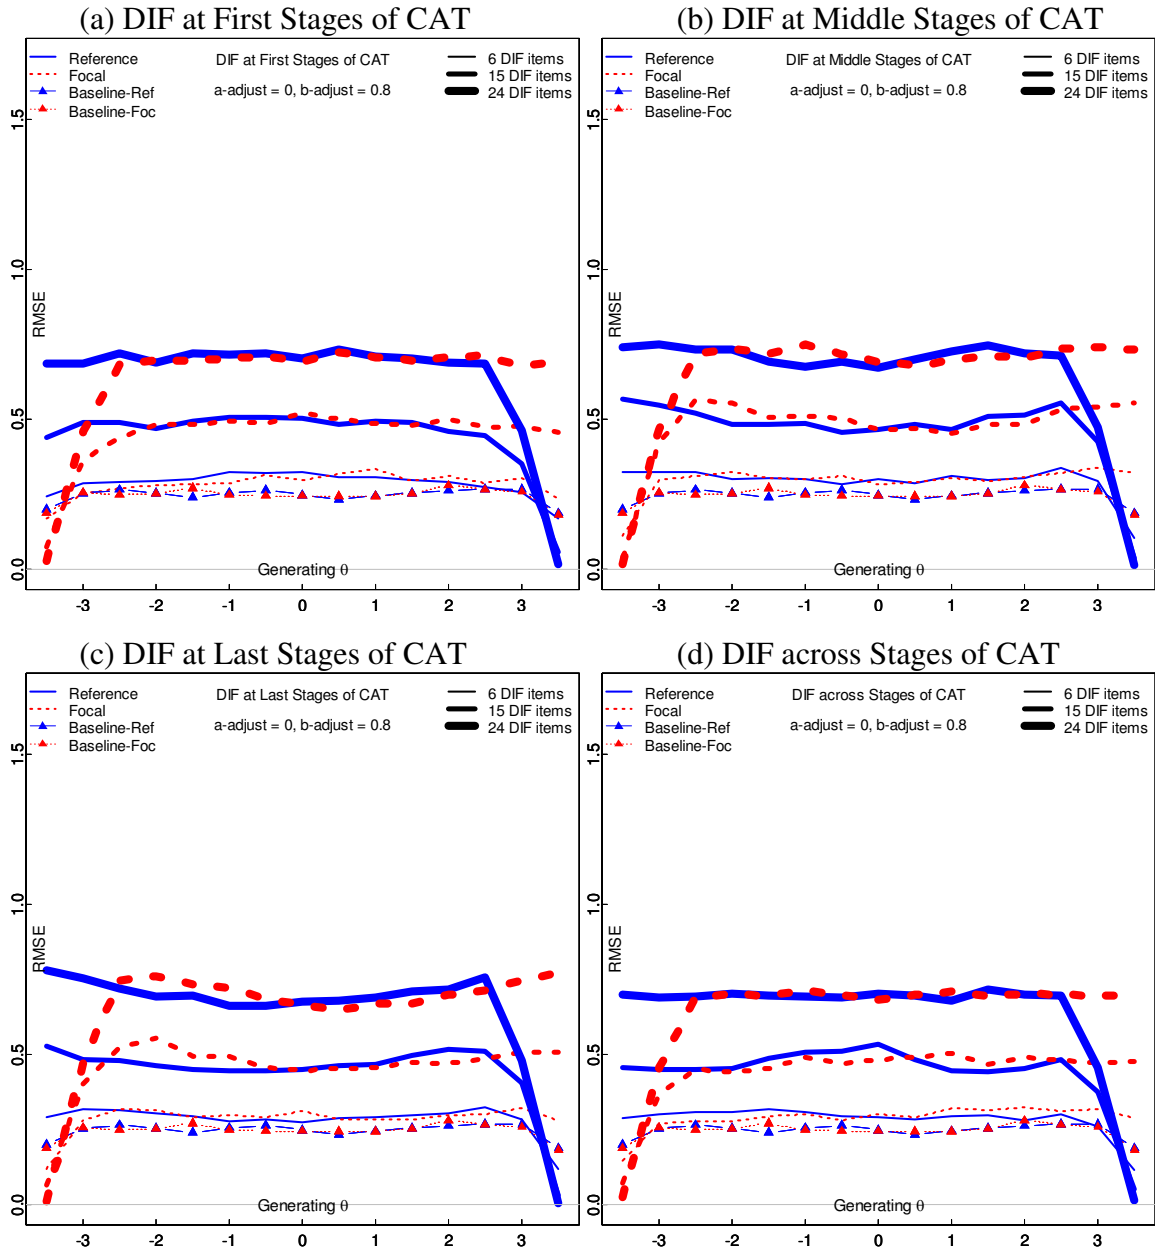 (a) DIF at First Stages of CAT
Reference
Focal
Baseline-Ref
Baseline-Foc
DIF at First Stages of CAT
a-adjust = 0, b-adjust = 0.8
6 DIF items
15 DIF items
24 DIF items
1.5
1.0
0.5
0.0
RMSE
Generating θ
-3 -2 -1 0 1 2 3
(b) DIF at Middle Stages of CAT
Reference
Focal
Baseline-Ref
Baseline-Foc
DIF at Middle Stages of CAT
a-adjust = 0, b-adjust = 0.8
6 DIF items
15 DIF items
24 DIF items
1.5
1.0
0.5
0.0
RMSE
Generating θ
-3 -2 -1 0 1 2 3
(c) DIF at Last Stages of CAT
Reference
Focal
Baseline-Ref
Baseline-Foc
DIF at Last Stages of CAT
a-adjust = 0, b-adjust = 0.8
6 DIF items
15 DIF items
24 DIF items
1.5
1.0
0.5
0.0
RMSE
Generating θ
-3 -2 -1 0 1 2 3
(d) DIF across Stages of CAT
Reference
Focal
Baseline-Ref
Baseline-Foc
DIF across Stages of CAT
a-adjust = 0, b-adjust = 0.8
6 DIF items
15 DIF items
24 DIF items
1.5
1.0
0.5
0.0
RMSE
Generating θ
-3 -2 -1 0 1 2 3